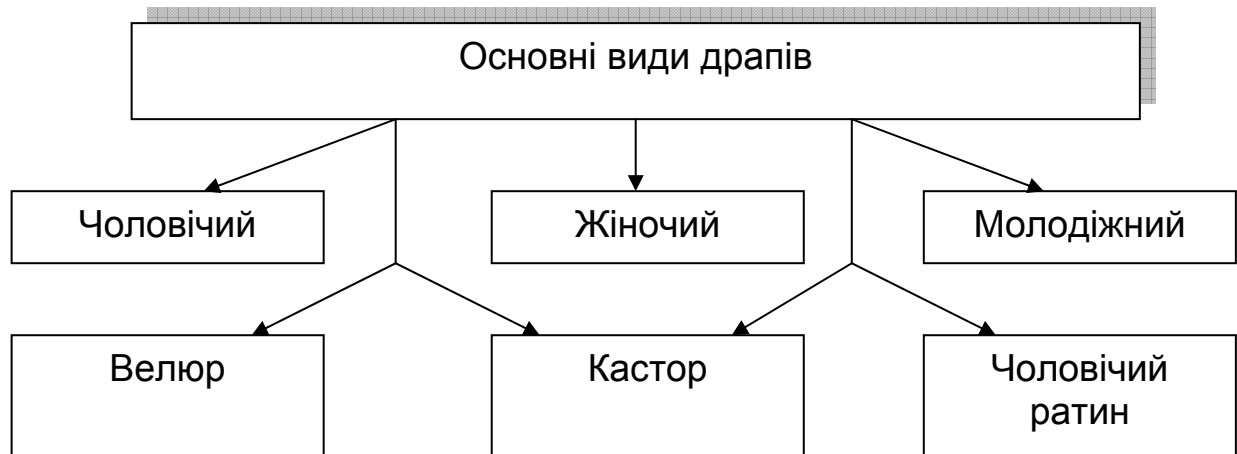 Основні види драпів
Чоловічий
Жіночий
Молодіжний
Велюр
Кастор
Чоловічий
ратин